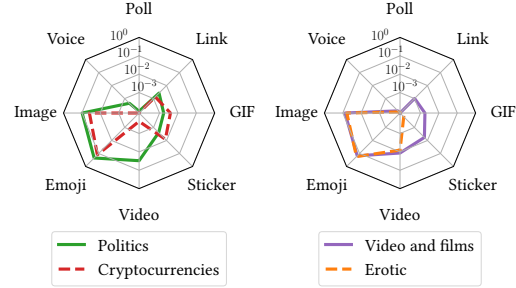 Poll
Voice
Link
10^0
10^-1
10^-2
10^-3
Image
GIF
Emoji
Sticker
Video
Politics
Cryptocurrencies
Poll
Voice
Link
10^0
10^-1
10^-2
10^-3
Image
GIF
Emoji
Sticker
Video
Video and films
Erotic